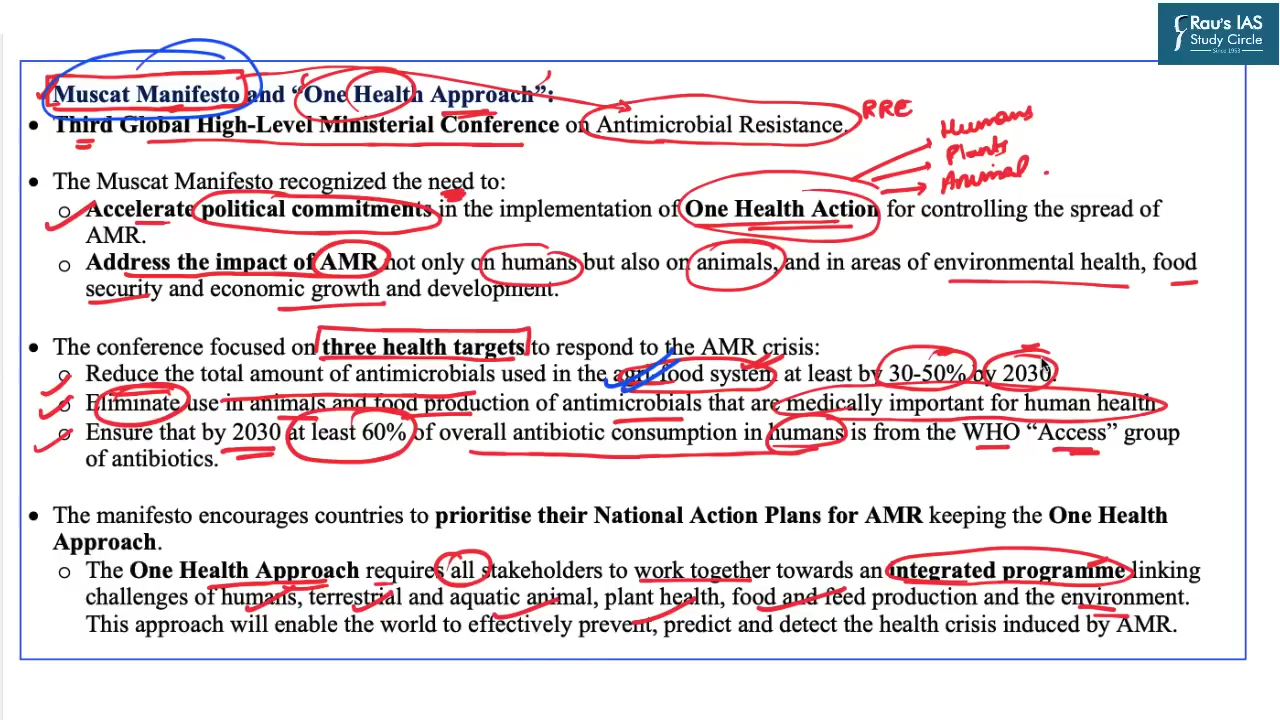 Rau's IAS
Study Circle
Since 1953
Muscat Manifesto and “One Health Approach”:
• Third Global High-Level Ministerial Conference on Antimicrobial Resistance.
Humans
Plants
Animal
• The Muscat Manifesto recognized the need to:
o Accelerate political commitments in the implementation of One Health Action for controlling the spread of
AMR.
o Address the impact of AMR not only on humans but also on animals, and in areas of environmental health, food
security and economic growth and development.
• The conference focused on three health targets to respond to the AMR crisis:
o Reduce the total amount of antimicrobials used in the agri-food system at least by 30-50% by 2030.
o Eliminate use in animals and food production of antimicrobials that are medically important for human health
o Ensure that by 2030 at least 60% of overall antibiotic consumption in humans is from the WHO “Access” group
of antibiotics.
• The manifesto encourages countries to prioritise their National Action Plans for AMR keeping the One Health
Approach.
o The One Health Approach requires all stakeholders to work together towards an integrated programme linking
challenges of humans, terrestrial and aquatic animal, plant health, food and feed production and the environment.
This approach will enable the world to effectively prevent, predict and detect the health crisis induced by AMR.